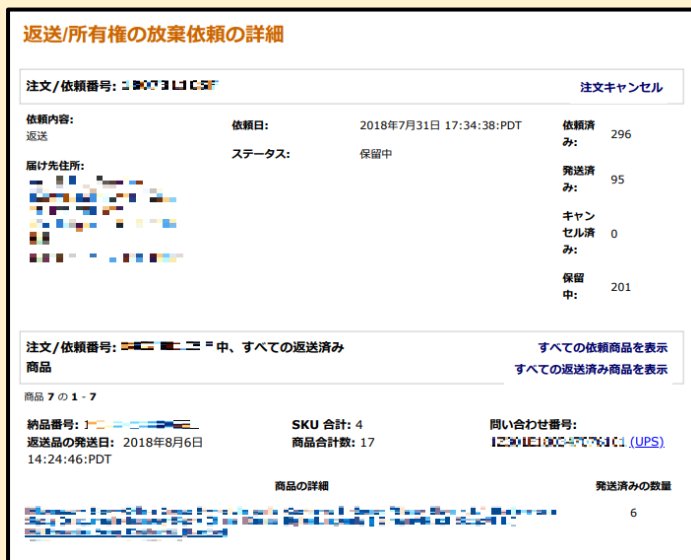 返送/所有権の放棄依頼の詳細
注文/依頼番号:
注文キャンセル
依頼内容:
返送
届け先住所:
依頼日: 2018年7月31日 17:34:38:PDT
ステータス: 保留中
依頼済
み: 296
発送済
み: 95
キャン
セル済
み: 0
保留
中: 201
注文/依頼番号: 中、すべての返送済み
商品
すべての依頼商品を表示
すべての返送済み商品を表示
商品 7 の 1 - 7
納品番号:
返送品の発送日: 2018年8月6日
14:24:46:PDT
SKU 合計: 4
商品合計数: 17
問い合わせ番号:
(UPS)
商品の詳細
発送済みの数量
6